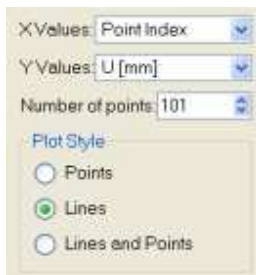 X Values: Point Index
Y Values: U [mm]
Number of points: 101
Plot Style
Points
Lines
Lines and Points